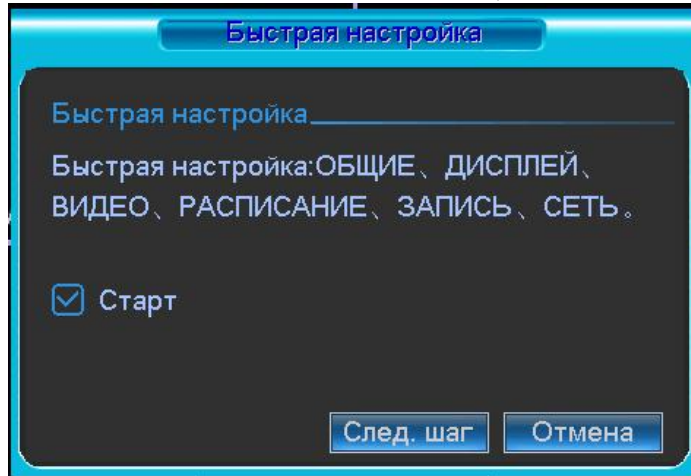 Быстрая настройка
Быстрая настройка
Быстрая настройка:ОБЩИЕ、ДИСПЛЕЙ、
ВИДЕО、РАСПИСАНИЕ、ЗАПИСЬ、СЕТЬ。
Старт
След. шаг Отмена